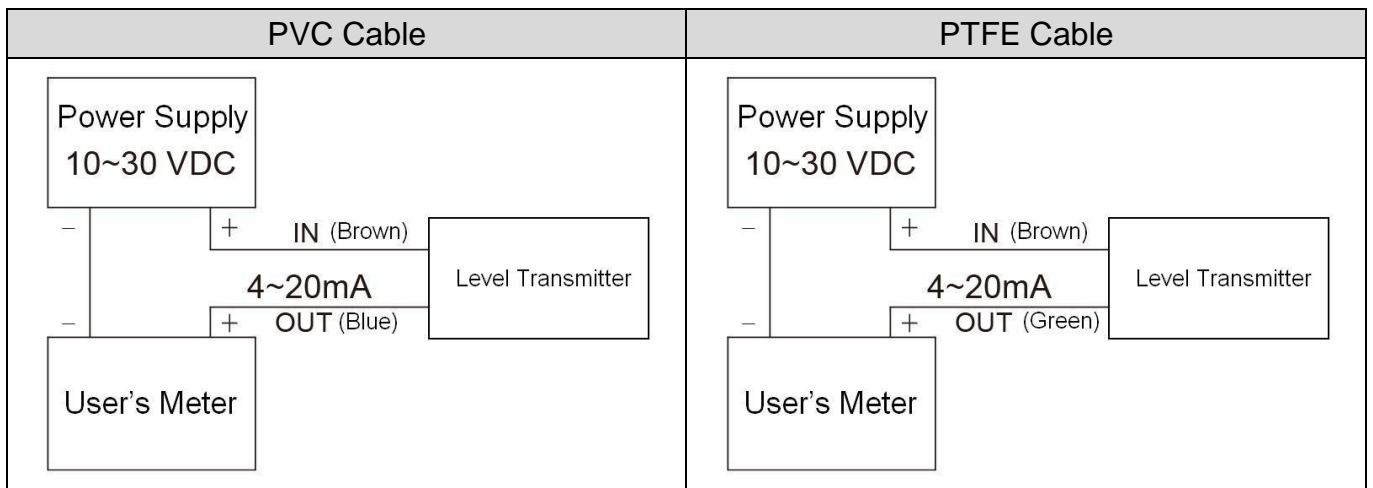 PVC Cable
PTFE Cable
Power Supply
10~30 VDC
− +
IN (Brown)
Level Transmitter
4~20mA
− +
OUT (Blue)
User's Meter
Power Supply
10~30 VDC
− +
IN (Brown)
Level Transmitter
4~20mA
− +
OUT (Green)
User's Meter